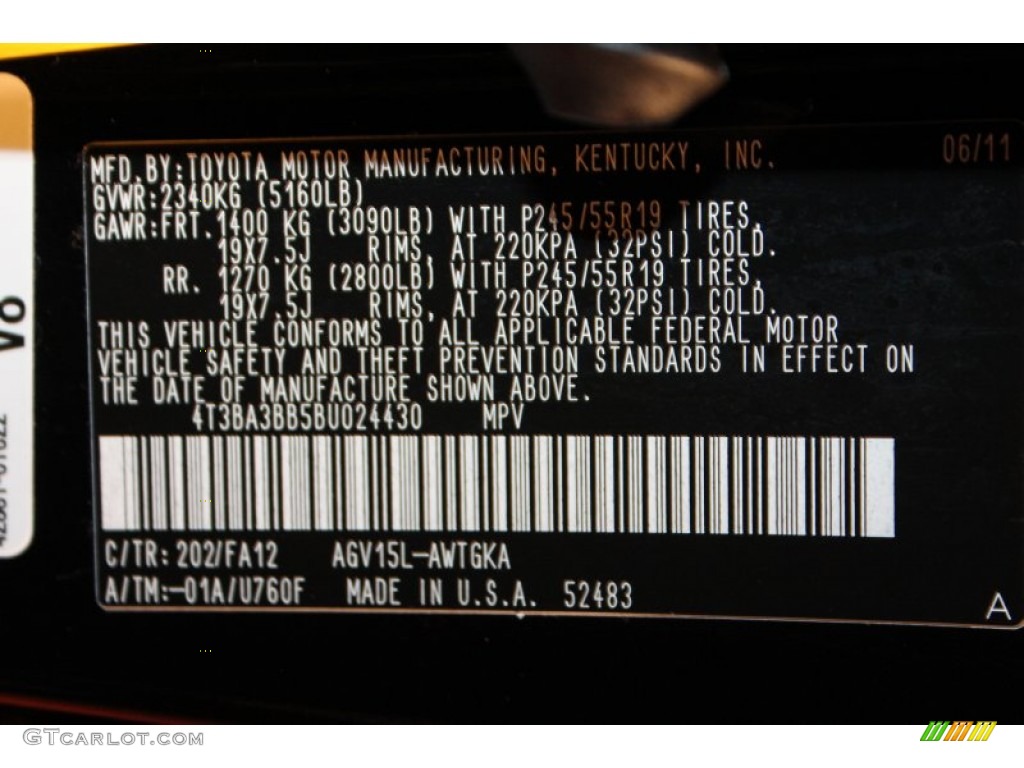 MFD.BY:TOYOTA MOTOR MANUFACTURING, KENTUCKY, INC. 06/11
GVWR:2340KG (5160LB)
GAWR:FRT.1400 KG (3090LB) WITH P245/55R19 TIRES,
19X7.5J RIMS, AT 220KPA (32PSI) COLD.
RR. 1270 KG (2800LB) WITH P245/55R19 TIRES,
19X7.5J RIMS, AT 220KPA (32PSI) COLD.
THIS VEHICLE CONFORMS TO ALL APPLICABLE FEDERAL MOTOR
VEHICLE SAFETY AND THEFT PREVENTION STANDARDS IN EFFECT ON
THE DATE OF MANUFACTURE SHOWN ABOVE.
4T3BA3BB5BU024430 MPV
C/TR:202/FA12 AGV15L-AWTGKA
A/TM:-01A/U760F MADE IN U.S.A. 52483
A
GTCarLot.com